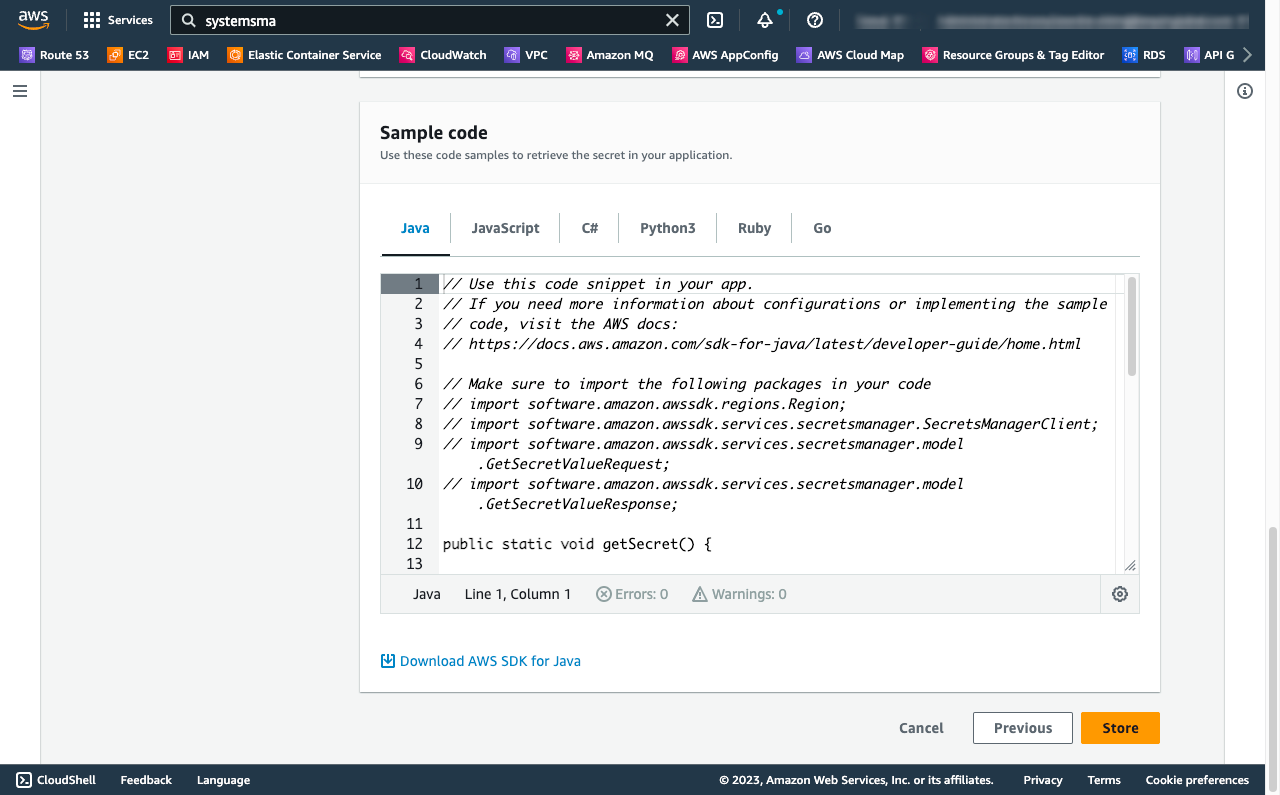 aws
Services
systemsma
Route 53
EC2
IAM
Elastic Container Service
CloudWatch
VPC
Amazon MQ
AWS AppConfig
AWS Cloud Map
Resource Groups & Tag Editor
RDS
API G
Sample code
Use these code samples to retrieve the secret in your application.
Java
JavaScript
C#
Python3
Ruby
Go
1 // Use this code snippet in your app.
2 // If you need more information about configurations or implementing the sample
3 // code, visit the AWS docs:
4 // https://docs.aws.amazon.com/sdk-for-java/latest/developer-guide/home.html
5
6 // Make sure to import the following packages in your code
7 // import software.amazon.awssdk.regions.Region;
8 // import software.amazon.awssdk.services.secretsmanager.SecretsManagerClient;
9 // import software.amazon.awssdk.services.secretsmanager.model
.GetSecretValueRequest;
10 // import software.amazon.awssdk.services.secretsmanager.model
.GetSecretValueResponse;
11
12 public static void getSecret() {
13
Java Line 1, Column 1 Errors: 0 Warnings: 0
Download AWS SDK for Java
Cancel
Previous
Store
CloudShell
Feedback
Language
© 2023, Amazon Web Services, Inc. or its affiliates.
Privacy
Terms
Cookie preferences